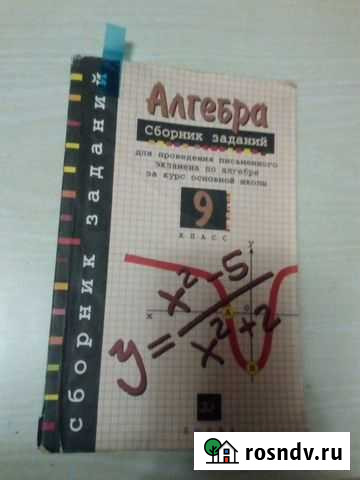 сборник заданий
Алгебра
Сборник заданий
для проведения письменного
экзамена по алгебре
за курс основной школы
9
КЛАСС
y = x² - 5 / x² + 2
y
x
0
A
B
rosndv.ru